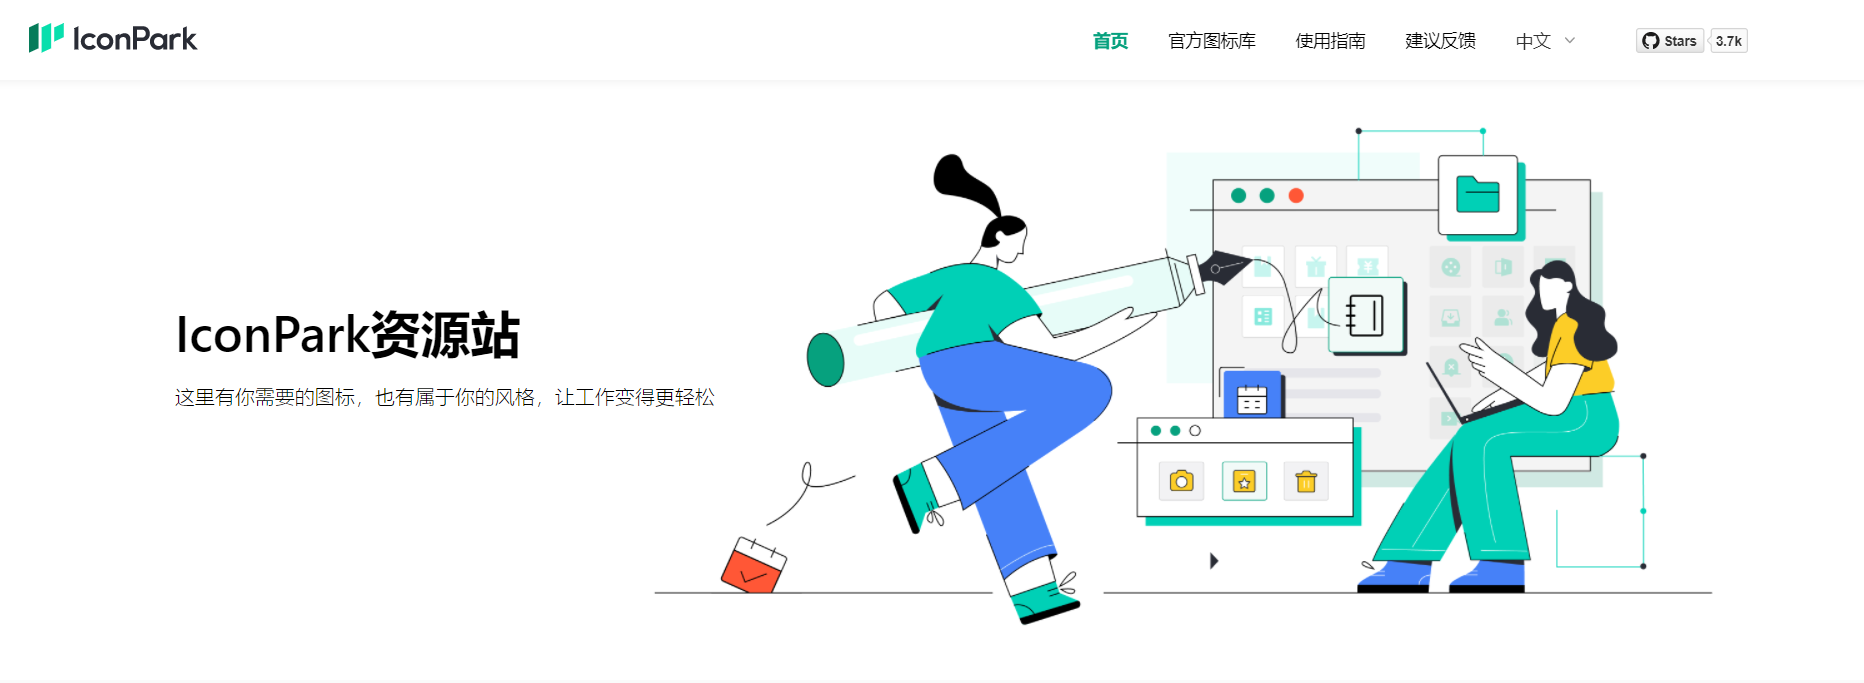 IconPark
首页
官方图标库
使用指南
建议反馈
中文
Stars
3.7k
IconPark资源站
这里有你需要的图标，也有属于你的风格，让工作变得更轻松